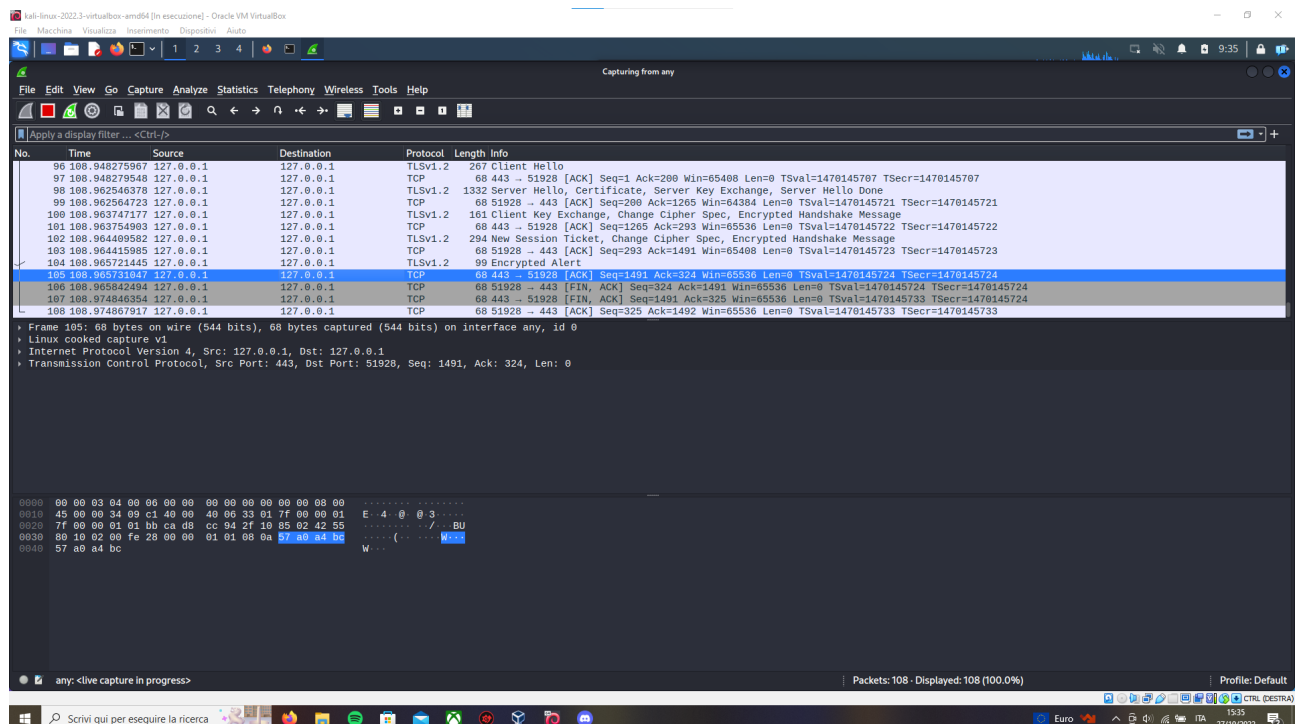 kali-linux-2022.3-virtualbox-amd64 [In esecuzione] - Oracle VM VirtualBox
File Macchina Visualizza Inserimento Dispositivi Aiuto
1 2 3 4 9:35
Capturing from any
File Edit View Go Capture Analyze Statistics Telephony Wireless Tools Help
Apply a display filter ... <Ctrl-/>
No. Time Source Destination Protocol Length Info
96 108.948275967 127.0.0.1 127.0.0.1 TLSv1.2 267 Client Hello
97 108.948279548 127.0.0.1 127.0.0.1 TCP 68 443 → 51928 [ACK] Seq=1 Ack=200 Win=65408 Len=0 TSval=1470145707 TSecr=1470145707
98 108.962546378 127.0.0.1 127.0.0.1 TLSv1.2 1332 Server Hello, Certificate, Server Key Exchange, Server Hello Done
99 108.962564723 127.0.0.1 127.0.0.1 TCP 68 51928 → 443 [ACK] Seq=200 Ack=1265 Win=64384 Len=0 TSval=1470145721 TSecr=1470145721
100 108.963747177 127.0.0.1 127.0.0.1 TLSv1.2 161 Client Key Exchange, Change Cipher Spec, Encrypted Handshake Message
101 108.963754903 127.0.0.1 127.0.0.1 TCP 68 443 → 51928 [ACK] Seq=1265 Ack=293 Win=65536 Len=0 TSval=1470145722 TSecr=1470145722
102 108.964409582 127.0.0.1 127.0.0.1 TLSv1.2 294 New Session Ticket, Change Cipher Spec, Encrypted Handshake Message
103 108.964415985 127.0.0.1 127.0.0.1 TCP 68 51928 → 443 [ACK] Seq=293 Ack=1491 Win=65536 Len=0 TSval=1470145723 TSecr=1470145723
104 108.965721445 127.0.0.1 127.0.0.1 TLSv1.2 99 Encrypted Alert
105 108.965731047 127.0.0.1 127.0.0.1 TCP 68 443 → 51928 [ACK] Seq=1491 Ack=324 Win=65536 Len=0 TSval=1470145724 TSecr=1470145724
106 108.965842494 127.0.0.1 127.0.0.1 TCP 68 51928 → 443 [FIN, ACK] Seq=324 Ack=1491 Win=65536 Len=0 TSval=1470145724 TSecr=1470145724
107 108.974846354 127.0.0.1 127.0.0.1 TCP 68 443 → 51928 [FIN, ACK] Seq=1491 Ack=325 Win=65536 Len=0 TSval=1470145733 TSecr=1470145724
108 108.974867917 127.0.0.1 127.0.0.1 TCP 68 51928 → 443 [ACK] Seq=325 Ack=1492 Win=65536 Len=0 TSval=1470145733 TSecr=1470145733
Frame 105: 68 bytes on wire (544 bits), 68 bytes captured (544 bits) on interface any, id 0
Linux cooked capture v1
Internet Protocol Version 4, Src: 127.0.0.1, Dst: 127.0.0.1
Transmission Control Protocol, Src Port: 443, Dst Port: 51928, Seq: 1491, Ack: 324, Len: 0
0000 00 00 03 04 00 06 00 00 00 00 00 00 00 00 08 00 ········ ········
0010 45 00 00 34 09 c1 40 00 40 06 33 01 7f 00 00 01 E··4··@· @·3·····
0020 7f 00 00 01 01 bb ca d8 cc 94 2f 10 85 02 42 55 ········ ··/···BU
0030 80 10 02 00 fe 28 00 00 01 01 08 0a 57 a0 a4 bc ·····(·· ····W···
0040 57 a0 a4 bc W···
any: <live capture in progress> Packets: 108 · Displayed: 108 (100.0%) Profile: Default
CTRL (DESTRA)
Scrivi qui per eseguire la ricerca Euro ITA 15:35
27/10/2022